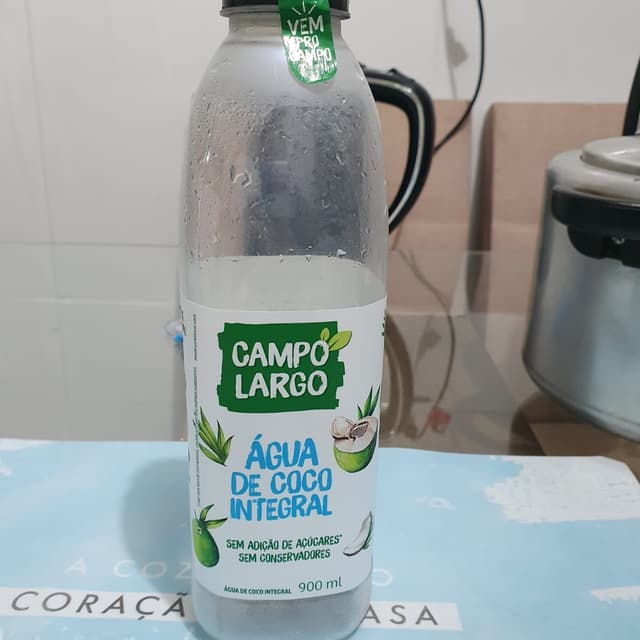 VEM
PRO
CAMPO
CAMPO
LARGO
ÁGUA
DE COCO
INTEGRAL
SEM ADIÇÃO DE AÇÚCARES*
SEM CONSERVADORES
ÁGUA DE COCO INTEGRAL 900 ml
A
CORAÇÃ ASA